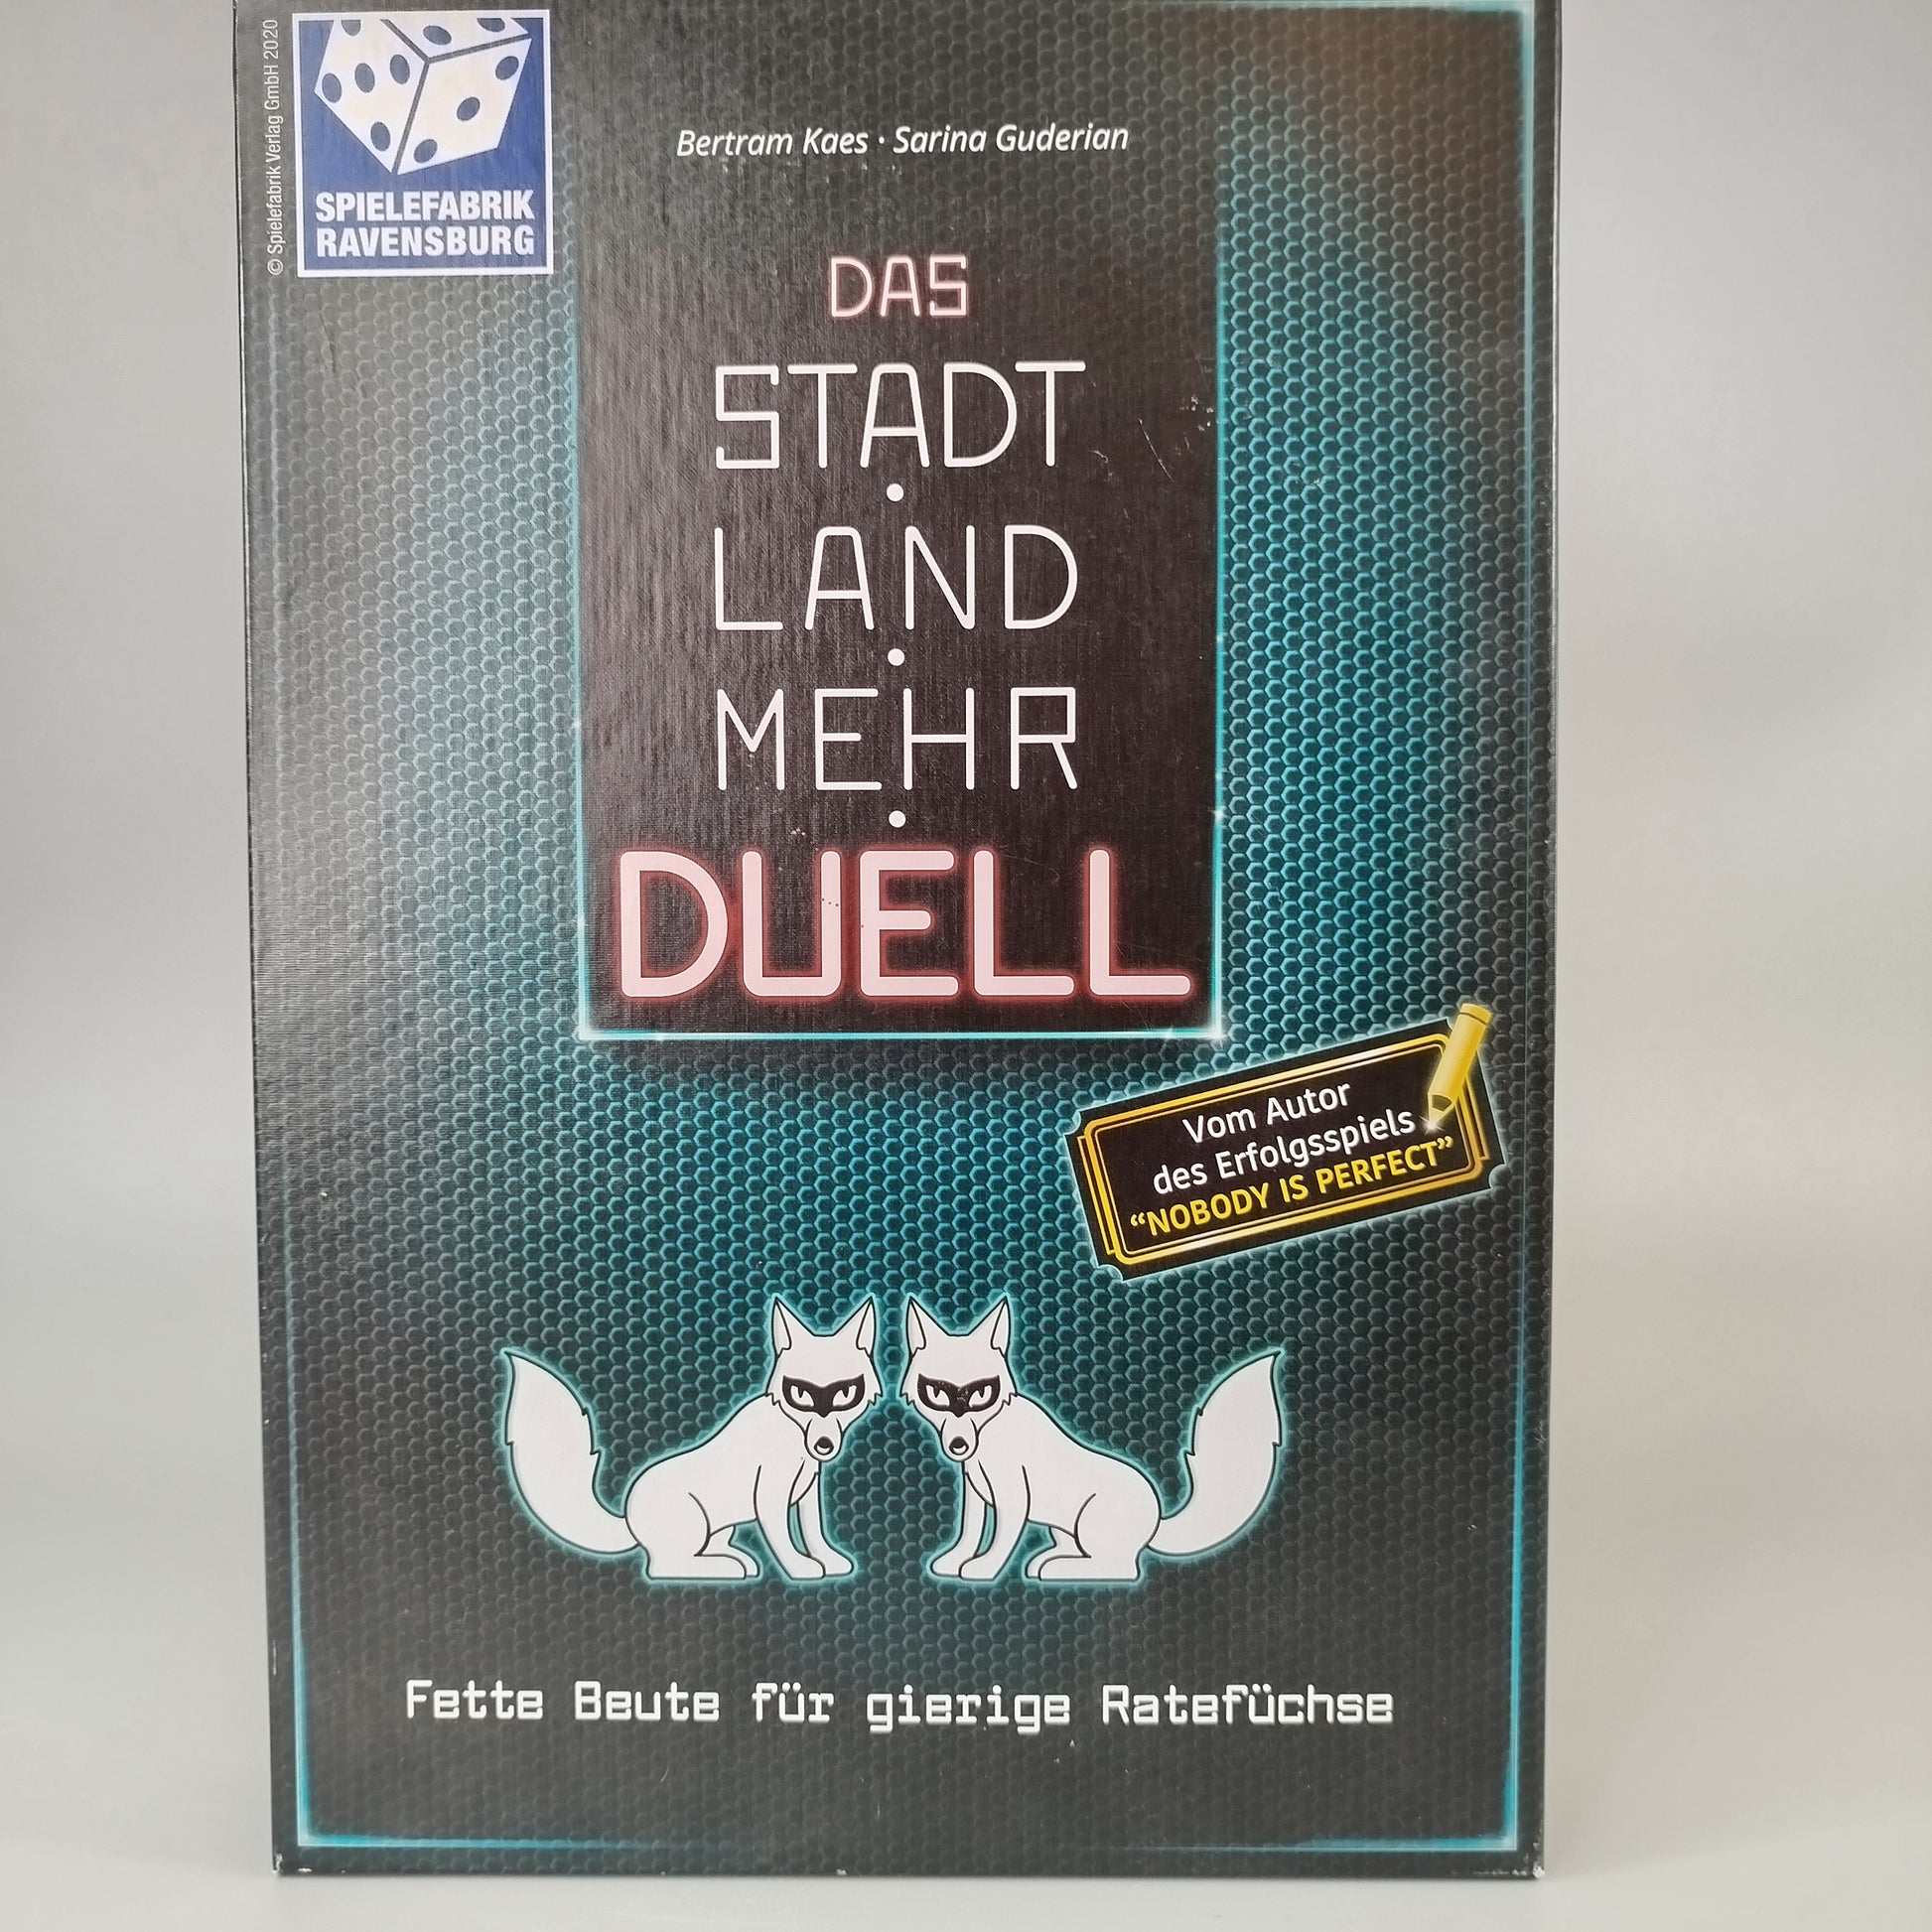 © Spielefabrik Verlag GmbH 2020
SPIELEFABRIK
RAVENSBURG
Bertram Kaes · Sarina Guderian
DAS
STADT
·
LAND
·
MEHR
·
DUELL
Vom Autor
des Erfolgsspiels
“NOBODY IS PERFECT”
Fette Beute für gierige Ratefüchse